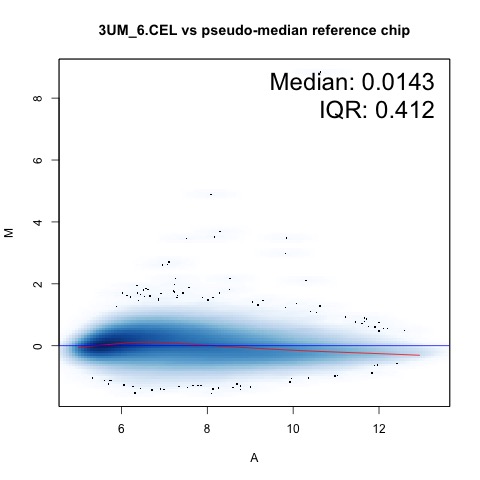 3UM_6.CEL vs pseudo-median reference chip
Median: 0.0143
IQR: 0.412
8
6
4
2
0
M
6 8 10 12
A